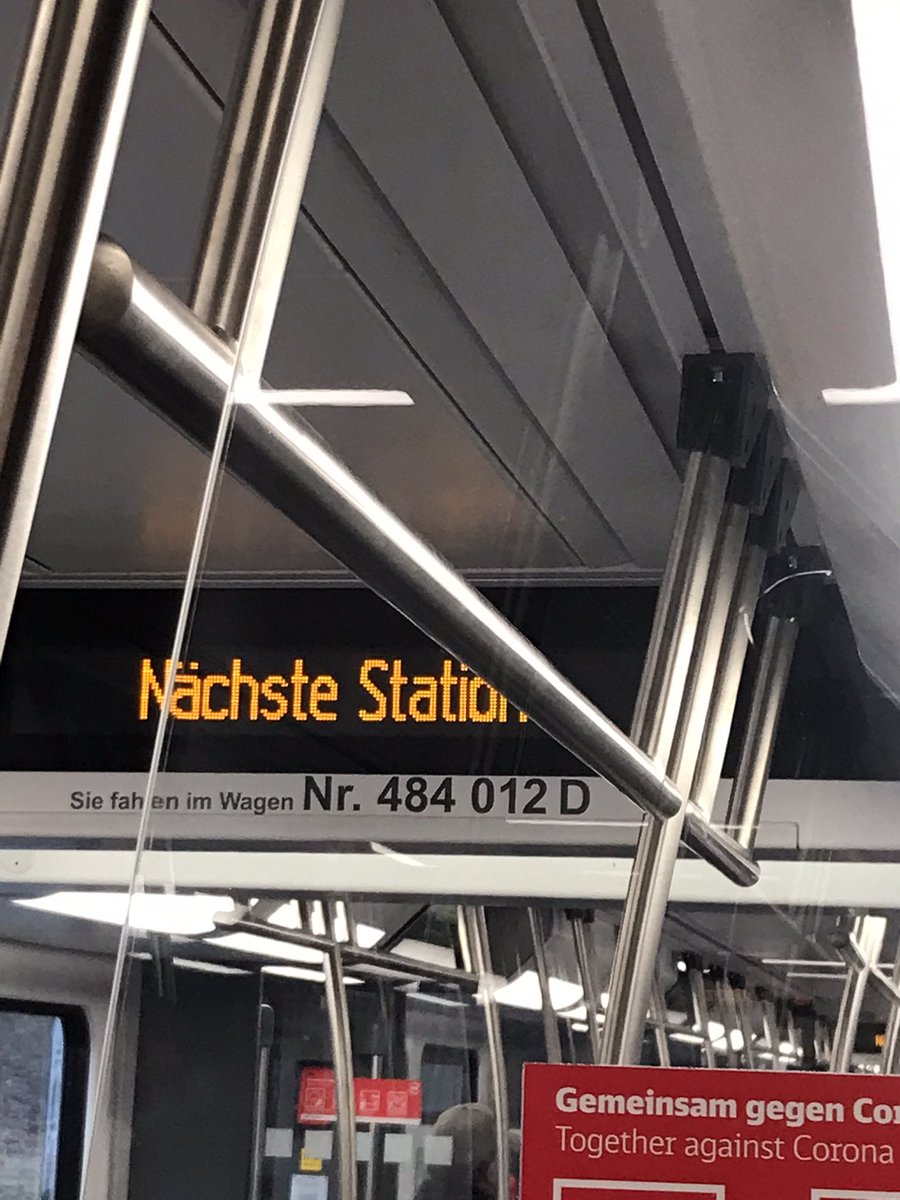 Nächste Station
Sie fahren im Wagen Nr. 484 012 D
Gemeinsam gegen
Together against Corona